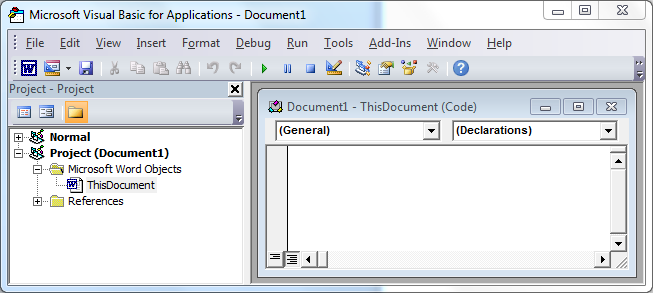 Microsoft Visual Basic for Applications - Document1
File Edit View Insert Format Debug Run Tools Add-Ins Window Help
Project - Project
Normal
Project (Document1)
Microsoft Word Objects
ThisDocument
References
Document1 - ThisDocument (Code)
(General) (Declarations)